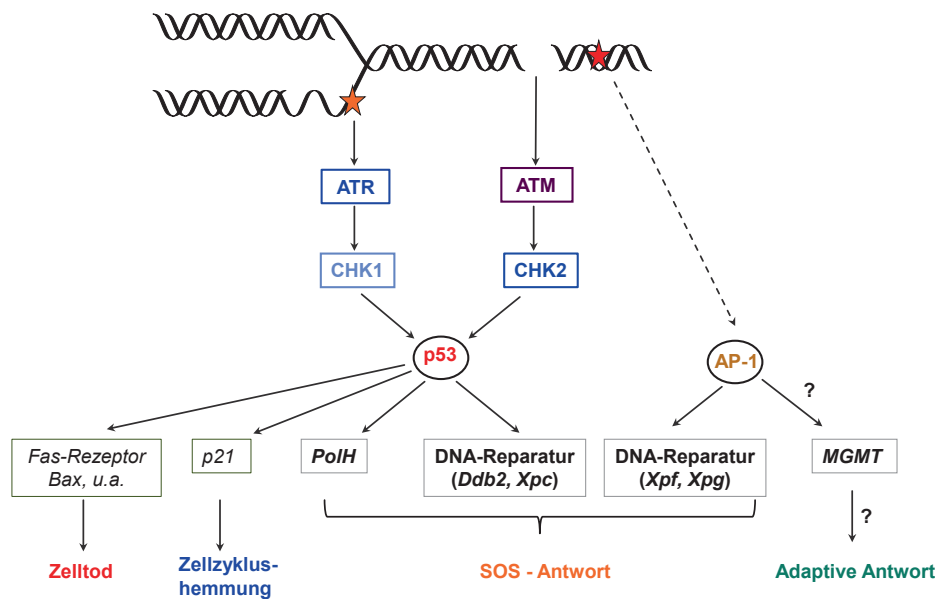 ATR
ATM
CHK1
CHK2
p53
AP-1
?
Fas-Rezeptor
Bax, u.a.
p21
PolH
DNA-Reparatur
(Ddb2, Xpc)
DNA-Reparatur
(Xpf, Xpg)
MGMT
?
Zelltod
Zellzyklus-
hemmung
SOS - Antwort
Adaptive Antwort